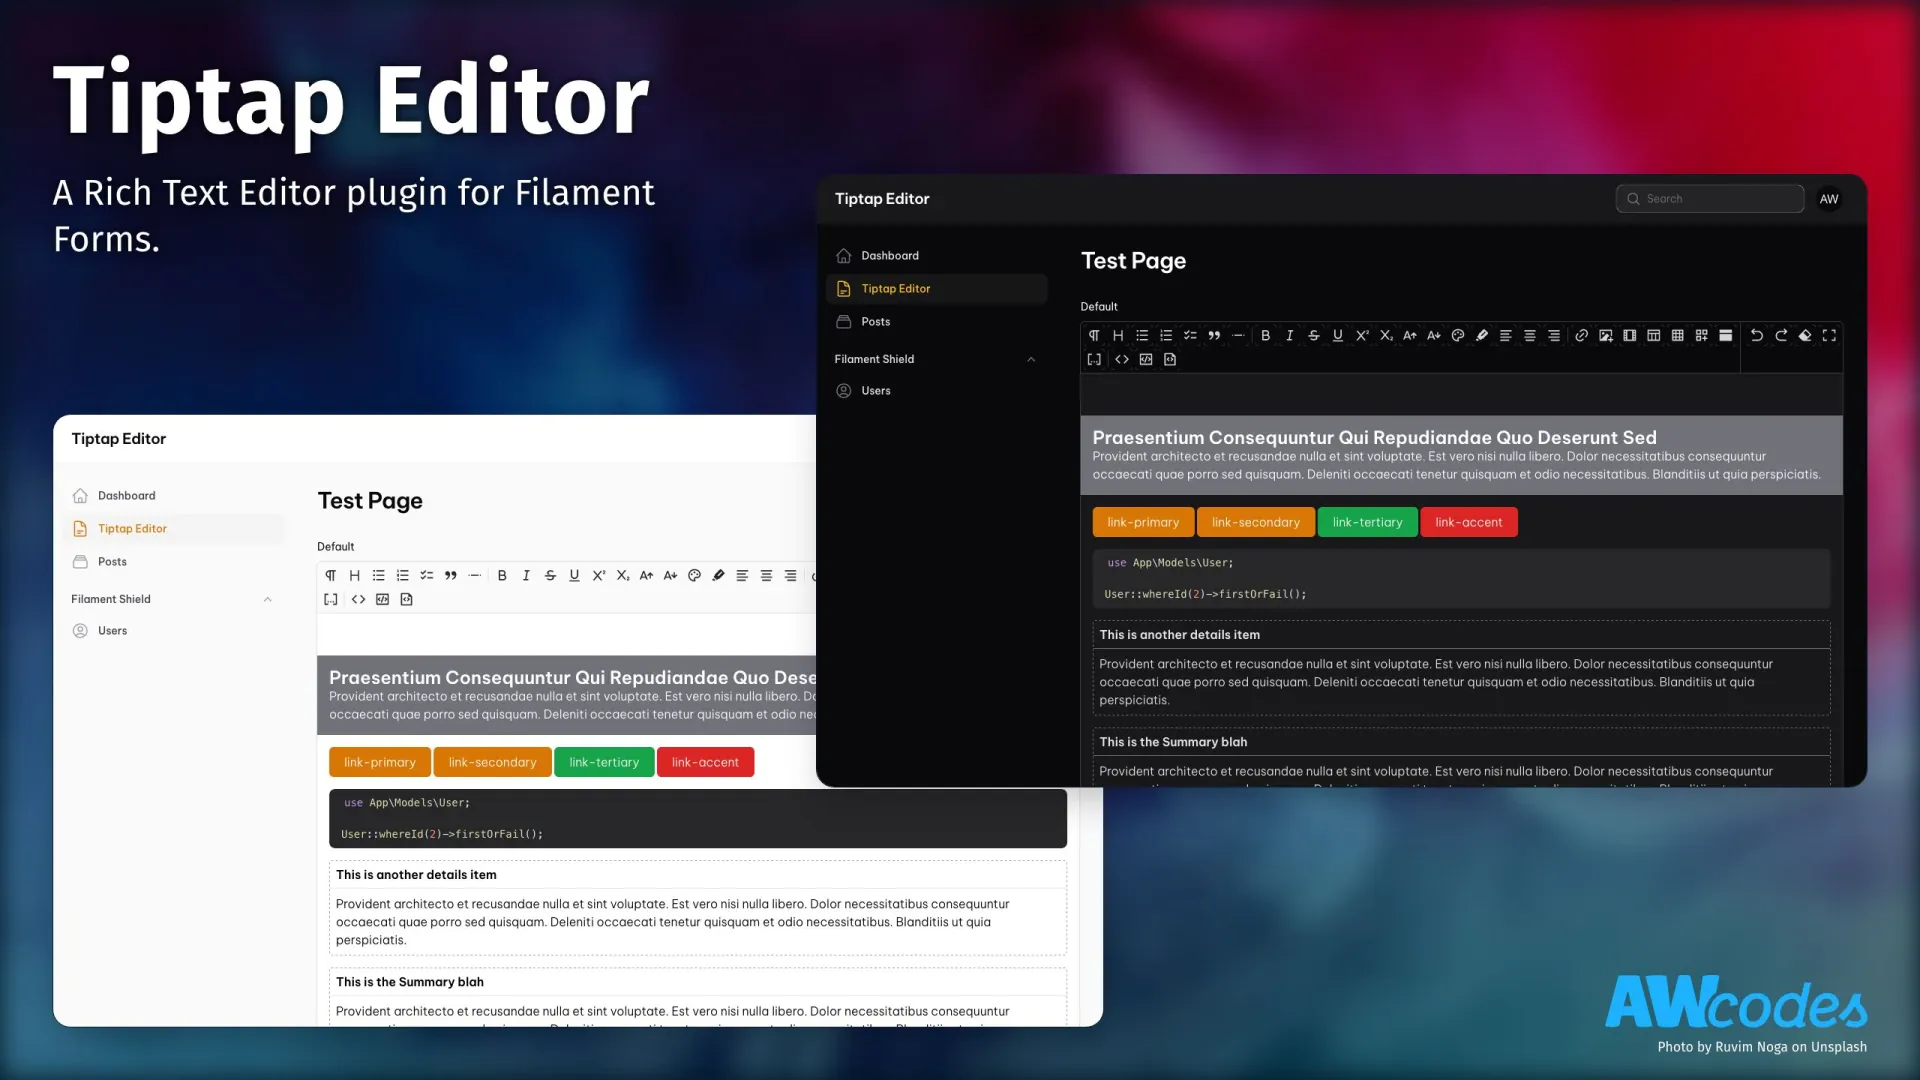 Tiptap Editor
A Rich Text Editor plugin for Filament
Forms.
Tiptap Editor
Search
AW
Dashboard
Tiptap Editor
Posts
Filament Shield
Users
Test Page
Default
Praesentium Consequuntur Qui Repudiandae Quo Deserunt Sed
Provident architecto et recusandae nulla et sint voluptate. Est vero nisi nulla libero. Dolor necessitatibus consequuntur
occaecati quae porro sed quisquam. Deleniti occaecati tenetur quisquam et odio necessitatibus. Blanditiis ut quia perspiciatis.
link-primary link-secondary link-tertiary link-accent
use App\Models\User;
User::whereId(2)->firstOrFail();
This is another details item
Provident architecto et recusandae nulla et sint voluptate. Est vero nisi nulla libero. Dolor necessitatibus consequuntur
occaecati quae porro sed quisquam. Deleniti occaecati tenetur quisquam et odio necessitatibus. Blanditiis ut quia
perspiciatis.
This is the Summary blah
Provident architecto et recusandae nulla et sint voluptate. Est vero nisi nulla libero. Dolor necessitatibus consequuntur
Tiptap Editor
Dashboard
Tiptap Editor
Posts
Filament Shield
Users
Test Page
Default
Praesentium Consequuntur Qui Repudiandae Quo Dese
Provident architecto et recusandae nulla et sint voluptate. Est vero nisi nulla libero. Do
occaecati quae porro sed quisquam. Deleniti occaecati tenetur quisquam et odio ne
link-primary link-secondary link-tertiary link-accent
use App\Models\User;
User::whereId(2)->firstOrFail();
This is another details item
Provident architecto et recusandae nulla et sint voluptate. Est vero nisi nulla libero. Dolor necessitatibus consequuntur
occaecati quae porro sed quisquam. Deleniti occaecati tenetur quisquam et odio necessitatibus. Blanditiis ut quia
perspiciatis.
This is the Summary blah
Provident architecto et recusandae nulla et sint voluptate. Est vero nisi nulla libero. Dolor necessitatibus consequuntur
AWcodes
Photo by Ruvim Noga on Unsplash